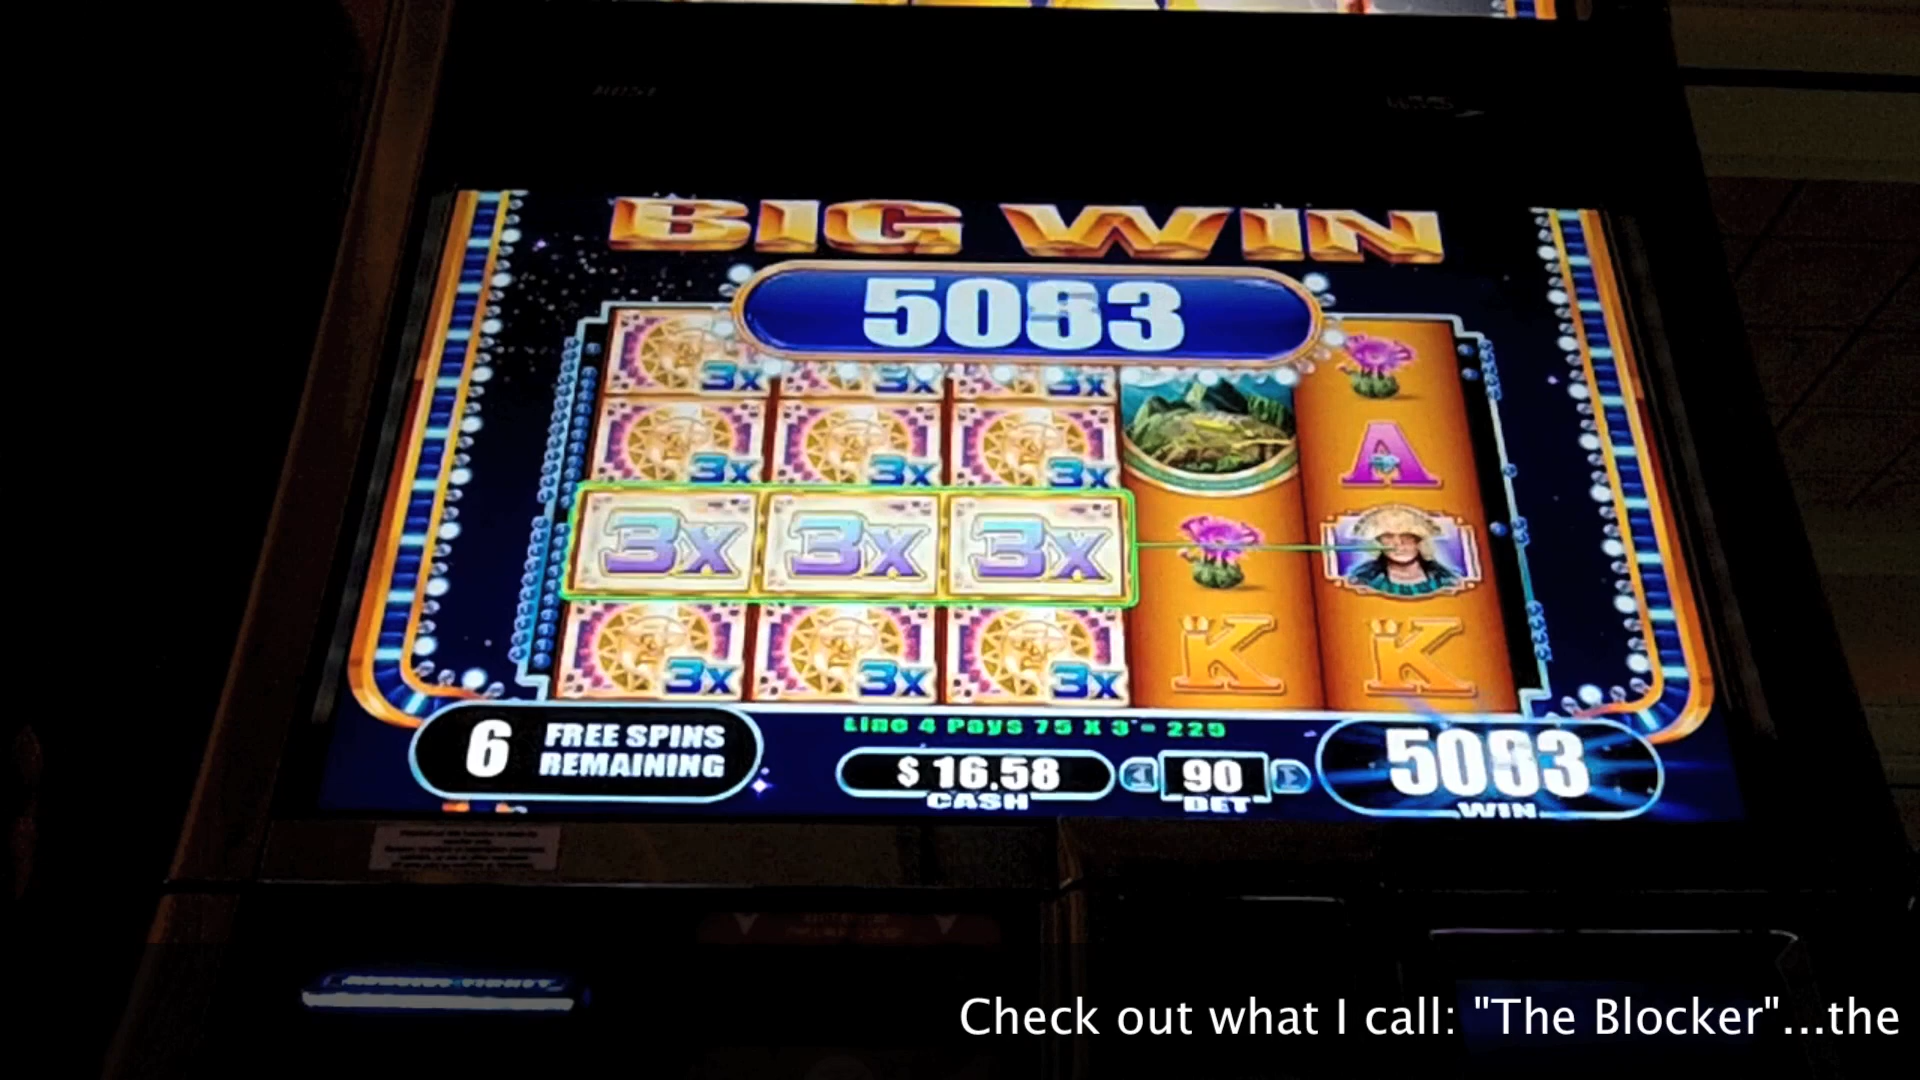 BIG WIN
5083
3x 3x 3x
3x 3x 3x
A
3x 3x 3x
3x 3x 3x
K K
Line 4 Pays 75 X 3 = 225
6 FREE SPINS
REMAINING
$ 16.58
CASH
90
BET
5083
WIN
Check out what I call: "The Blocker"...the